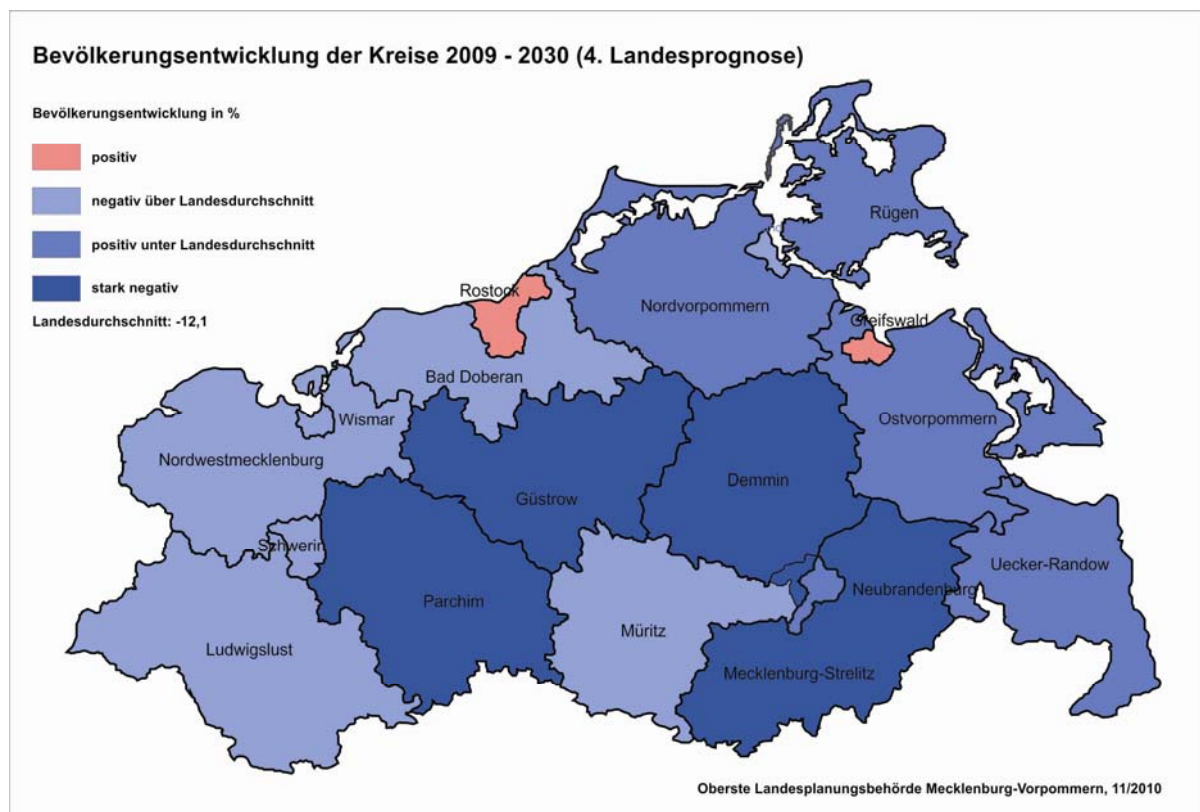 Bevölkerungsentwicklung der Kreise 2009 - 2030 (4. Landesprognose)
Bevölkerungsentwicklung in %
positiv
negativ über Landesdurchschnitt
positiv unter Landesdurchschnitt
stark negativ
Landesdurchschnitt: -12,1
Rügen
Rostock
Nordvorpommern
Greifswald
Bad Doberan
Wismar
Ostvorpommern
Nordwestmecklenburg
Güstrow
Demmin
Schwerin
Uecker-Randow
Neubrandenburg
Parchim
Müritz
Ludwigslust
Mecklenburg-Strelitz
Oberste Landesplanungsbehörde Mecklenburg-Vorpommern, 11/2010